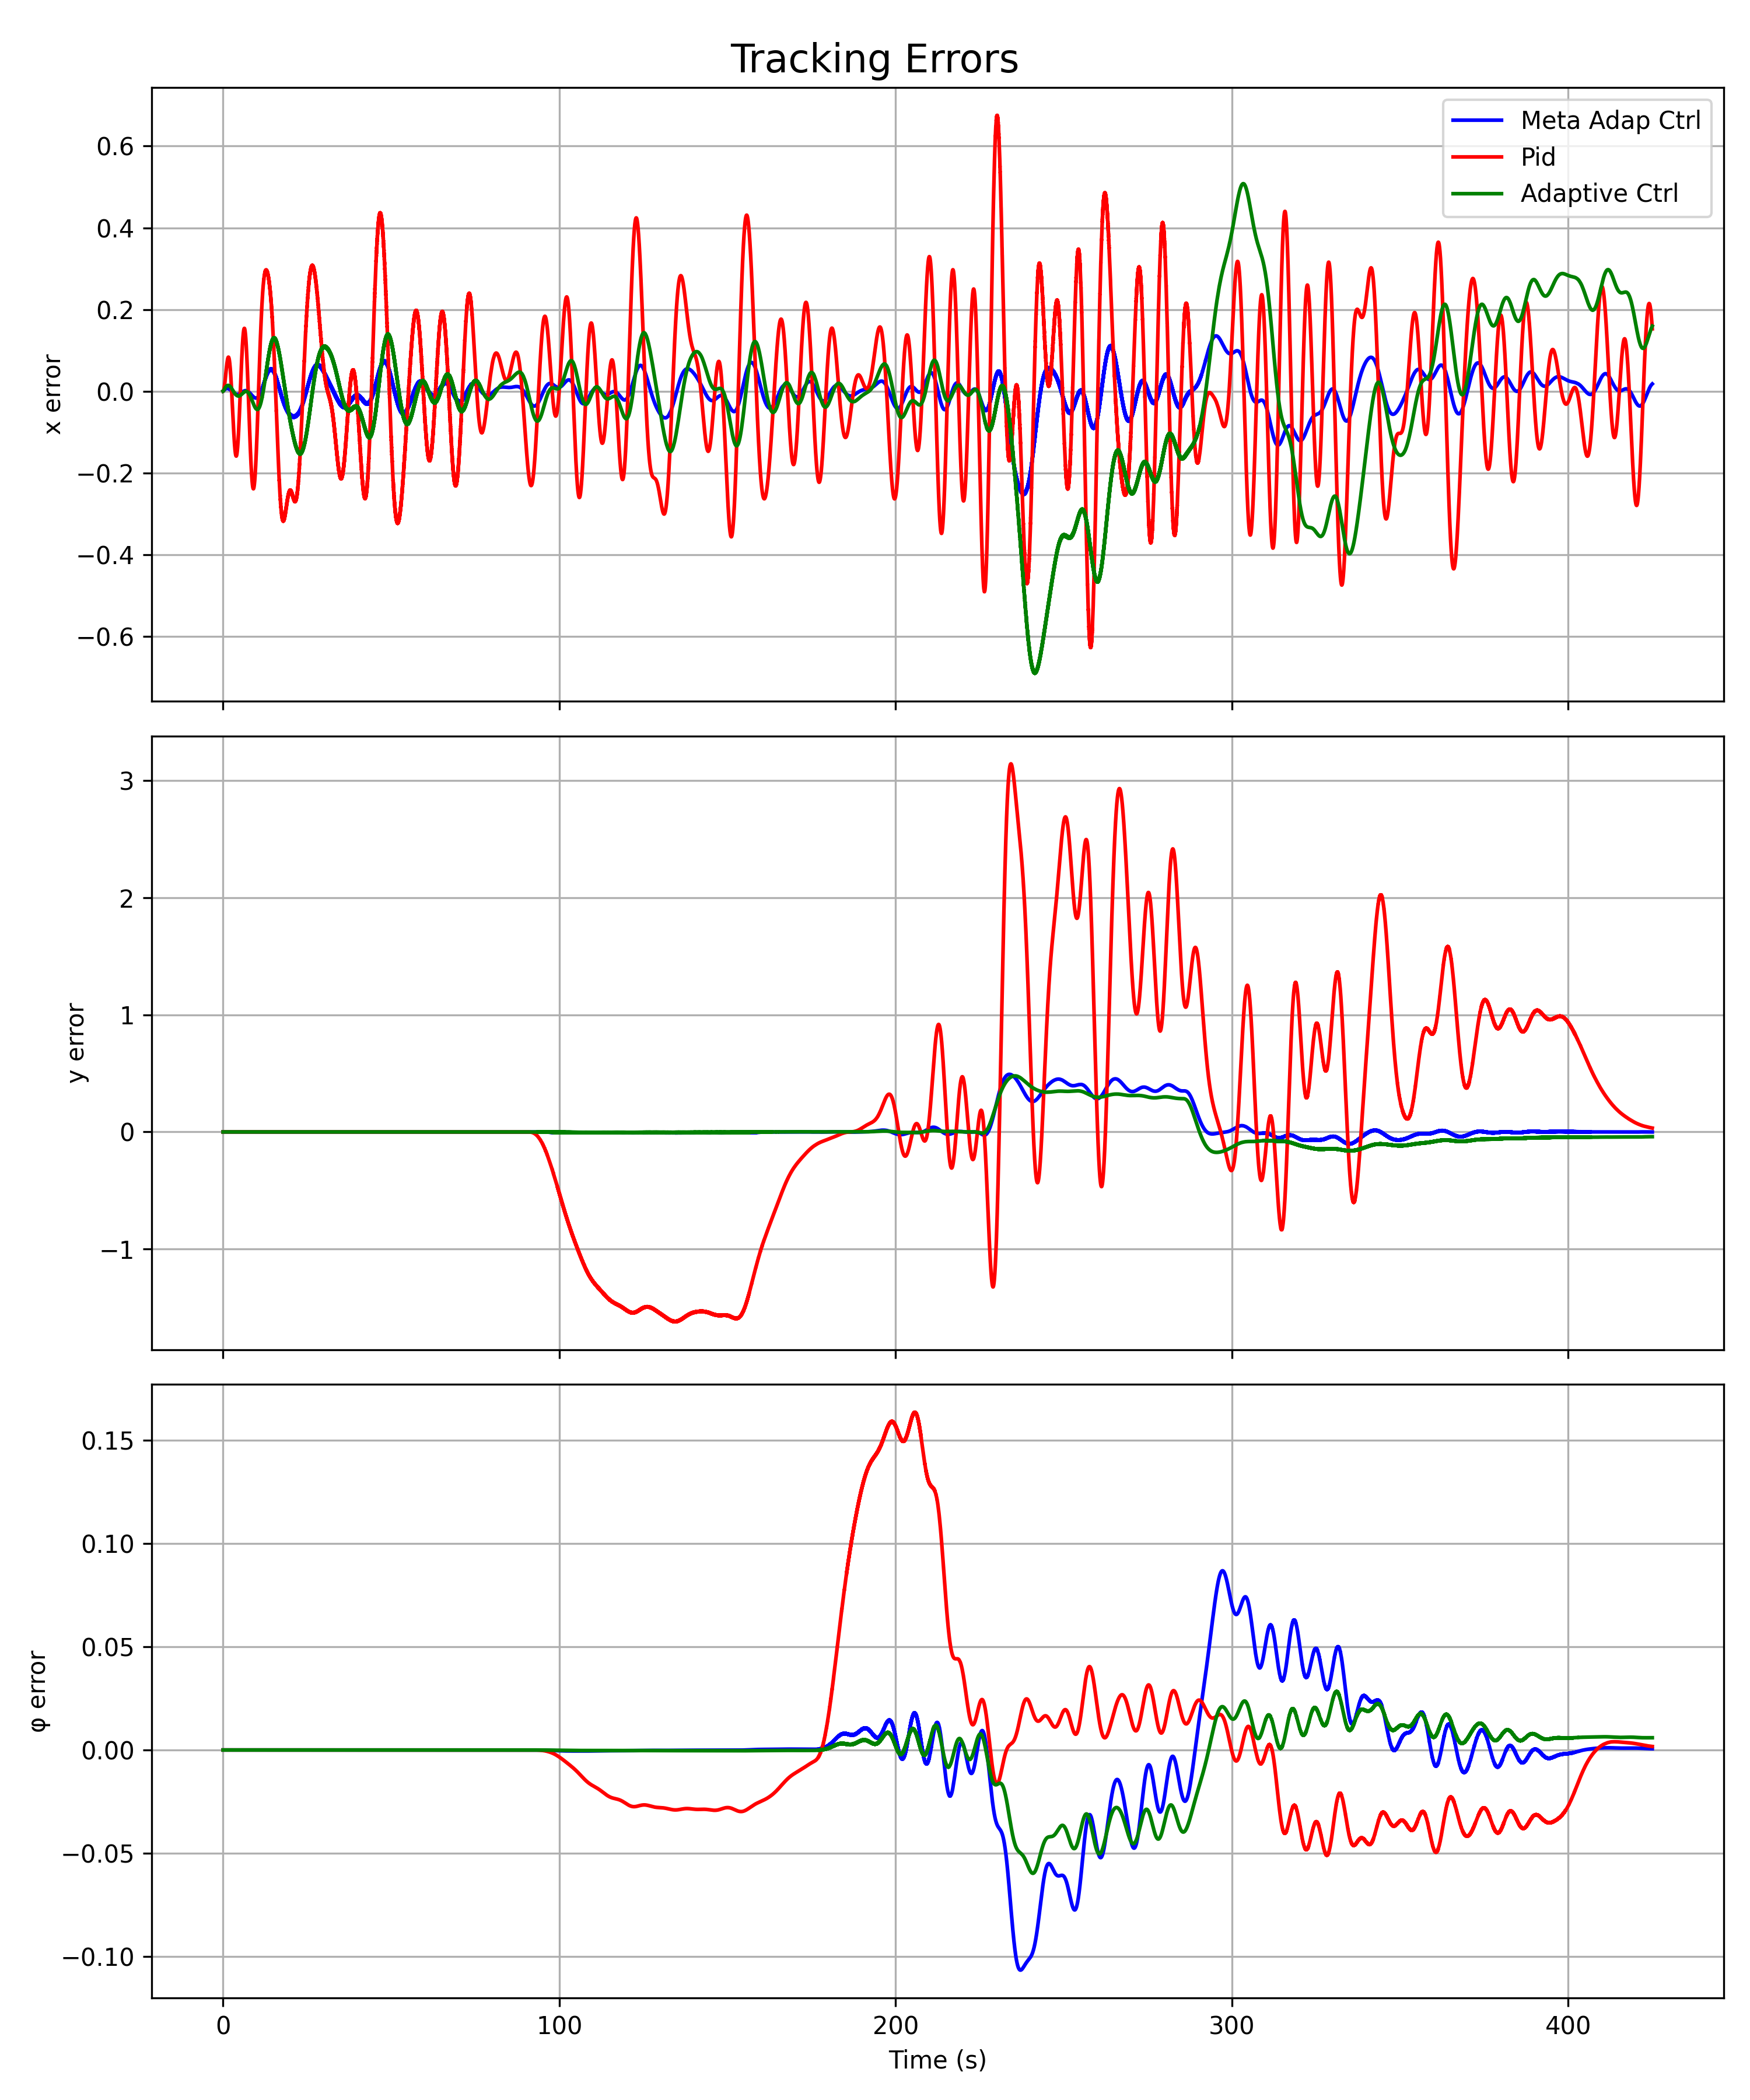 Tracking Errors
Meta Adap Ctrl
Pid
Adaptive Ctrl
x error
0.6
0.4
0.2
0.0
−0.2
−0.4
−0.6
y error
3
2
1
0
−1
φ error
0.15
0.10
0.05
0.00
−0.05
−0.10
0 100 200 300 400
Time (s)